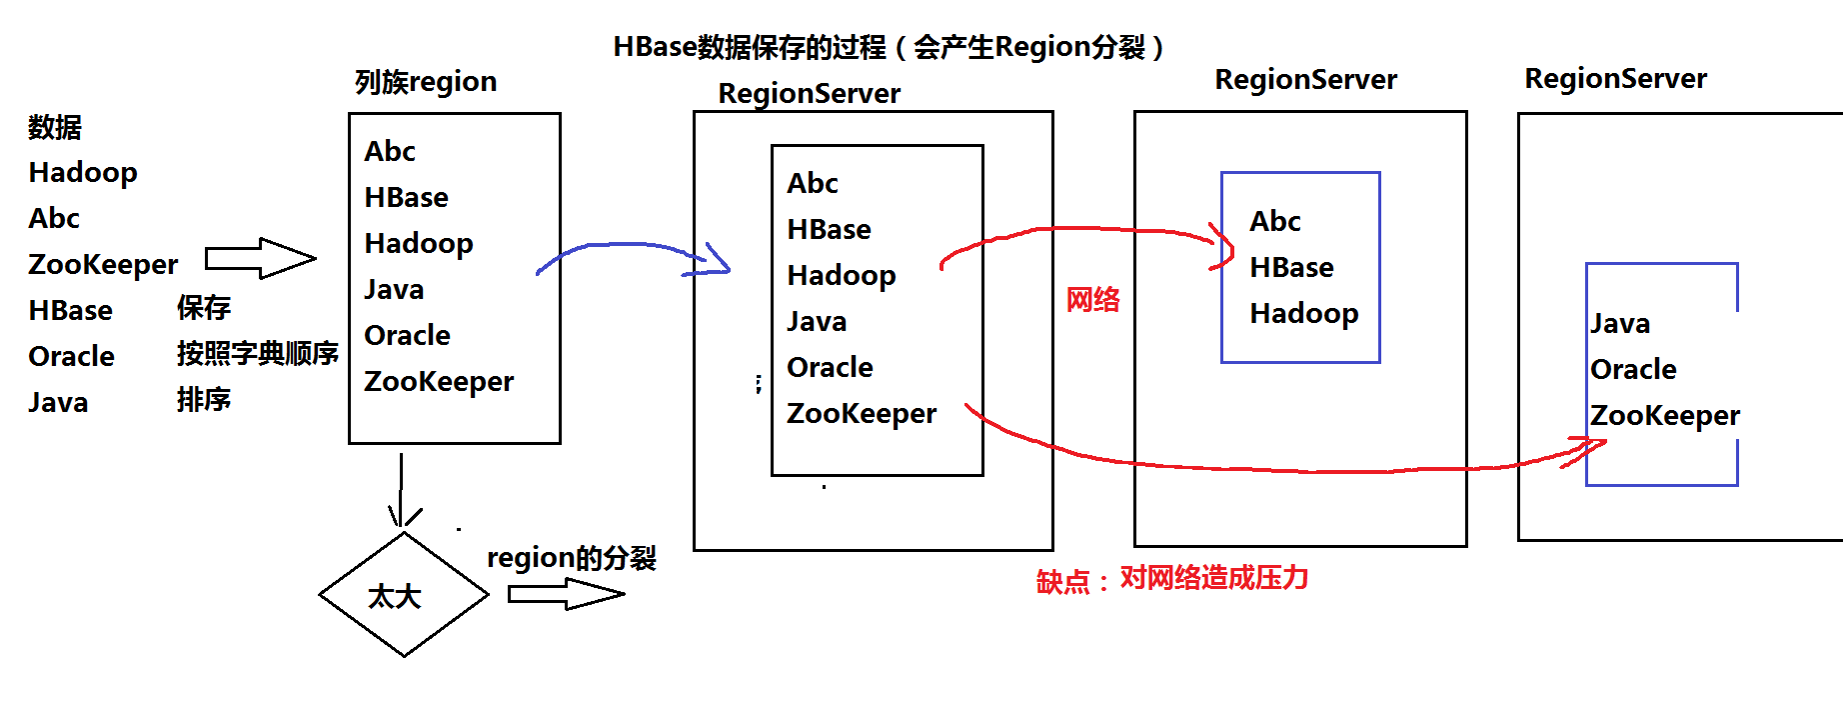 HBase数据保存的过程（会产生Region分裂）
数据
Hadoop
Abc
ZooKeeper
HBase
Oracle
Java
保存
按照字典顺序
排序
列族region
Abc
HBase
Hadoop
Java
Oracle
ZooKeeper
太大
region的分裂
RegionServer
Abc
HBase
Hadoop
Java
Oracle
ZooKeeper
网络
RegionServer
Abc
HBase
Hadoop
RegionServer
Java
Oracle
ZooKeeper
缺点：对网络造成压力